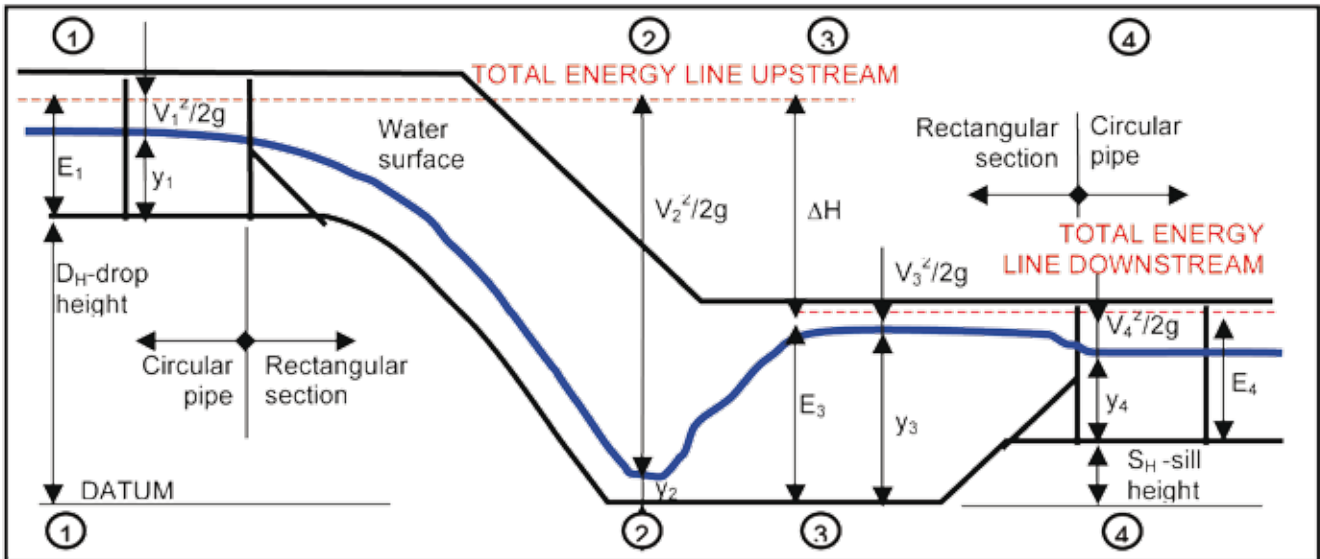 ① ② ③ ④
TOTAL ENERGY LINE UPSTREAM
V₁²/2g
Water
surface
E₁
y₁
V₂²/2g
ΔH
Rectangular
section
Circular
pipe
TOTAL ENERGY
LINE DOWNSTREAM
D_H-drop
height
V₃²/2g
V₄²/2g
Circular
pipe
Rectangular
section
E₃
y₃
y₄
E₄
S_H-sill
height
DATUM
y₂
① ② ③ ④